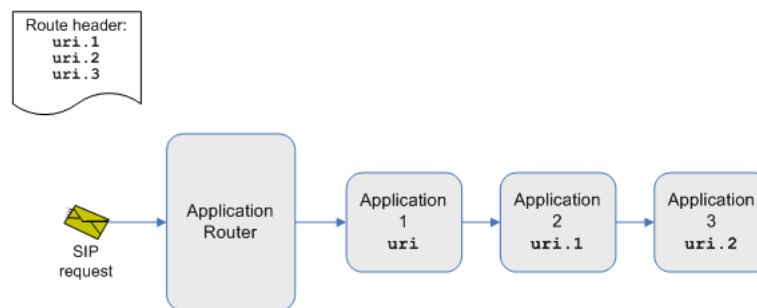 Route header:
uri.1
uri.2
uri.3
SIP
request
Application
Router
Application
1
uri
Application
2
uri.1
Application
3
uri.2